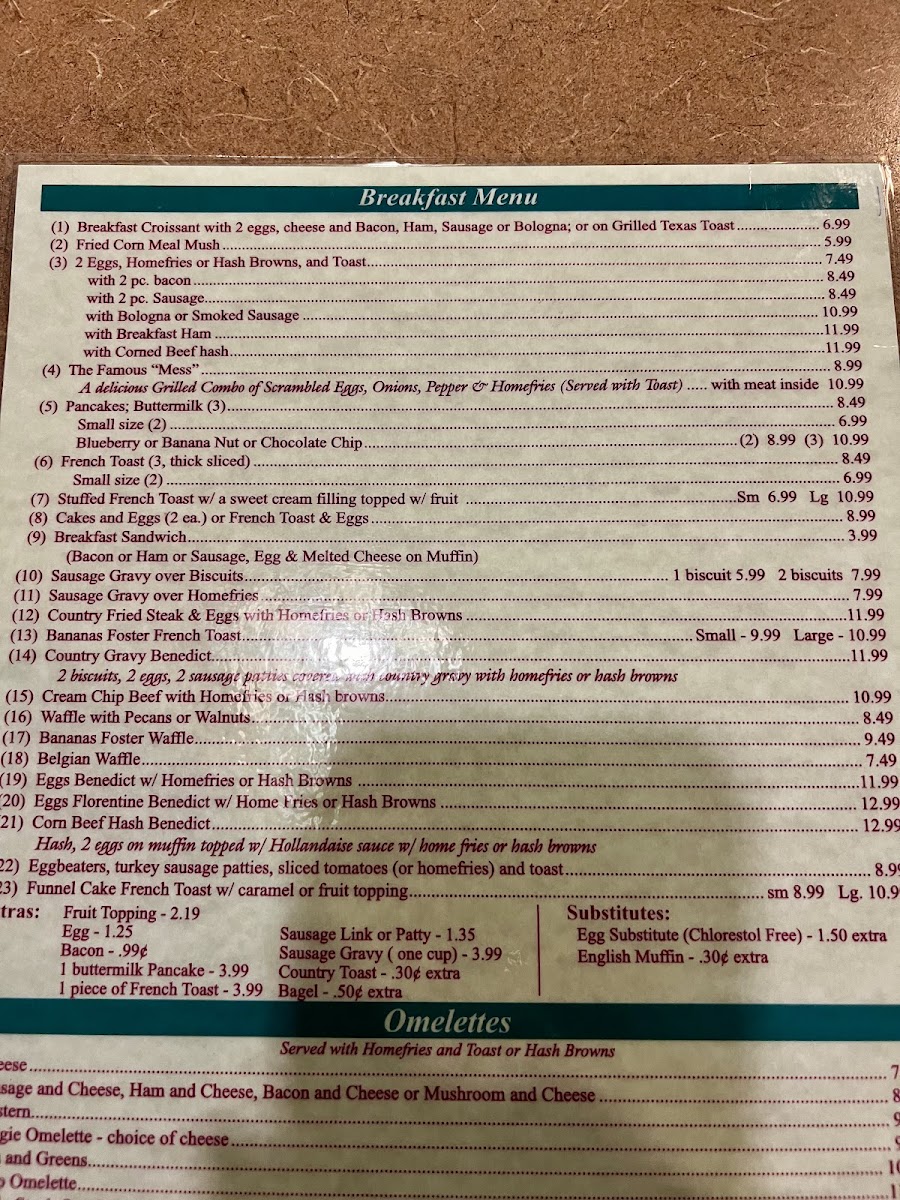 Breakfast Menu
(1) Breakfast Croissant with 2 eggs, cheese and Bacon, Ham, Sausage or Bologna; or on Grilled Texas Toast.................... 6.99
(2) Fried Corn Meal Mush.................... 5.99
(3) 2 Eggs, Homefries or Hash Browns, and Toast.................... 7.49
with 2 pc. bacon.................... 8.49
with 2 pc. Sausage.................... 8.49
with Bologna or Smoked Sausage .................... 10.99
with Breakfast Ham ....................11.99
with Corned Beef hash....................11.99
(4) The Famous “Mess”....................8.99
A delicious Grilled Combo of Scrambled Eggs, Onions, Pepper & Homefries (Served with Toast) ..... with meat inside 10.99
(5) Pancakes; Buttermilk (3).................... 8.49
Small size (2) .................... 6.99
Blueberry or Banana Nut or Chocolate Chip....................(2) 8.99 (3) 10.99
(6) French Toast (3, thick sliced) .................... 8.49
Small size (2) .................... 6.99
(7) Stuffed French Toast w/ a sweet cream filling topped w/ fruit ....................Sm 6.99 Lg 10.99
(8) Cakes and Eggs (2 ea.) or French Toast & Eggs.................... 8.99
(9) Breakfast Sandwich.................... 3.99
(Bacon or Ham or Sausage, Egg & Melted Cheese on Muffin)
(10) Sausage Gravy over Biscuits.................... 1 biscuit 5.99 2 biscuits 7.99
(11) Sausage Gravy over Homefries .................... 7.99
(12) Country Fried Steak & Eggs with Homefries or Hash Browns ....................11.99
(13) Bananas Foster French Toast.................... Small - 9.99 Large - 10.99
(14) Country Gravy Benedict....................11.99
2 biscuits, 2 eggs, 2 sausage patties covered with country gravy with homefries or hash browns
(15) Cream Chip Beef with Homefries or Hash browns.................... 10.99
(16) Waffle with Pecans or Walnuts.................... 8.49
(17) Bananas Foster Waffle.................... 9.49
(18) Belgian Waffle.................... 7.49
(19) Eggs Benedict w/ Homefries or Hash Browns ....................11.99
(20) Eggs Florentine Benedict w/ Home Fries or Hash Browns .................... 12.99
21) Corn Beef Hash Benedict.................... 12.99
Hash, 2 eggs on muffin topped w/ Hollandaise sauce w/ home fries or hash browns
22) Eggbeaters, turkey sausage patties, sliced tomatoes (or homefries) and toast.................... 8.99
23) Funnel Cake French Toast w/ caramel or fruit topping.................... sm 8.99 Lg. 10.9
tras: Fruit Topping - 2.19
Egg - 1.25
Bacon - .99¢
1 buttermilk Pancake - 3.99
1 piece of French Toast - 3.99
Sausage Link or Patty - 1.35
Sausage Gravy ( one cup) - 3.99
Country Toast - .30¢ extra
Bagel - .50¢ extra
Substitutes:
Egg Substitute (Chlorestol Free) - 1.50 extra
English Muffin - .30¢ extra
Omelettes
Served with Homefries and Toast or Hash Browns
eese.................... 7
sage and Cheese, Ham and Cheese, Bacon and Cheese or Mushroom and Cheese .................... 8
stern.................... 9
gie Omelette - choice of cheese.................... 9
and Greens.................... 10
o Omelette....................